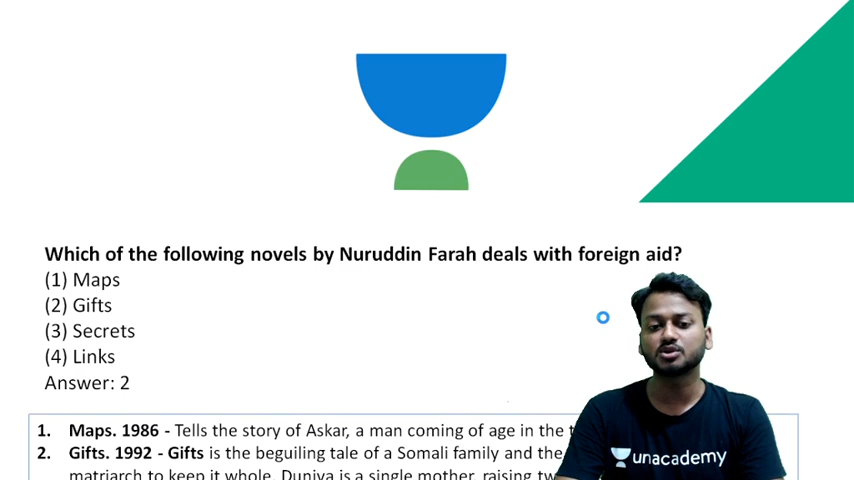 Which of the following novels by Nuruddin Farah deals with foreign aid?
(1) Maps
(2) Gifts
(3) Secrets
(4) Links
Answer: 2
1. Maps. 1986 - Tells the story of Askar, a man coming of age in the
2. Gifts. 1992 - Gifts is the beguiling tale of a Somali family and the
matriarch to keep it whole. Duniya is a single mother, raising
unacademy